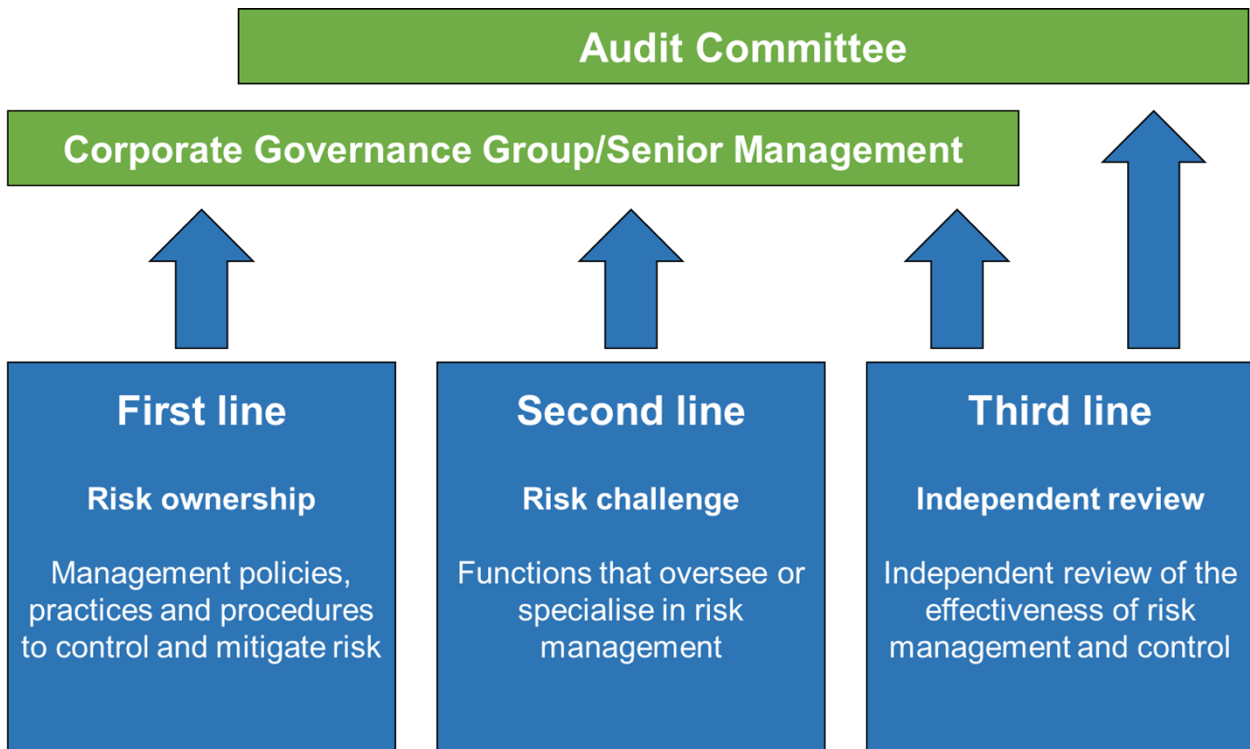 Audit Committee
Corporate Governance Group/Senior Management
First line
Risk ownership
Management policies,
practices and procedures
to control and mitigate risk
Second line
Risk challenge
Functions that oversee or
specialise in risk
management
Third line
Independent review
Independent review of the
effectiveness of risk
management and control